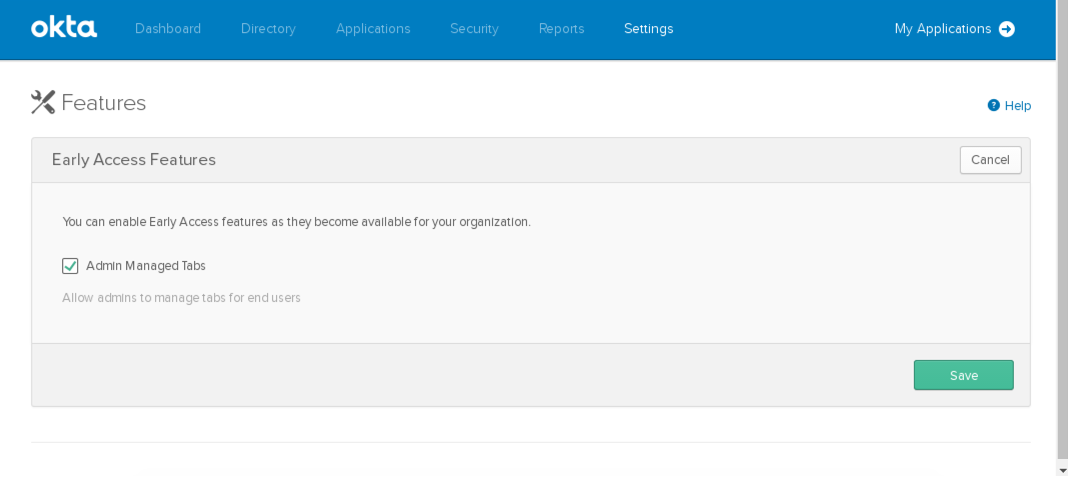 okta Dashboard Directory Applications Security Reports Settings My Applications
Features
? Help
Early Access Features Cancel
You can enable Early Access features as they become available for your organization.
Admin Managed Tabs
Allow admins to manage tabs for end users
Save